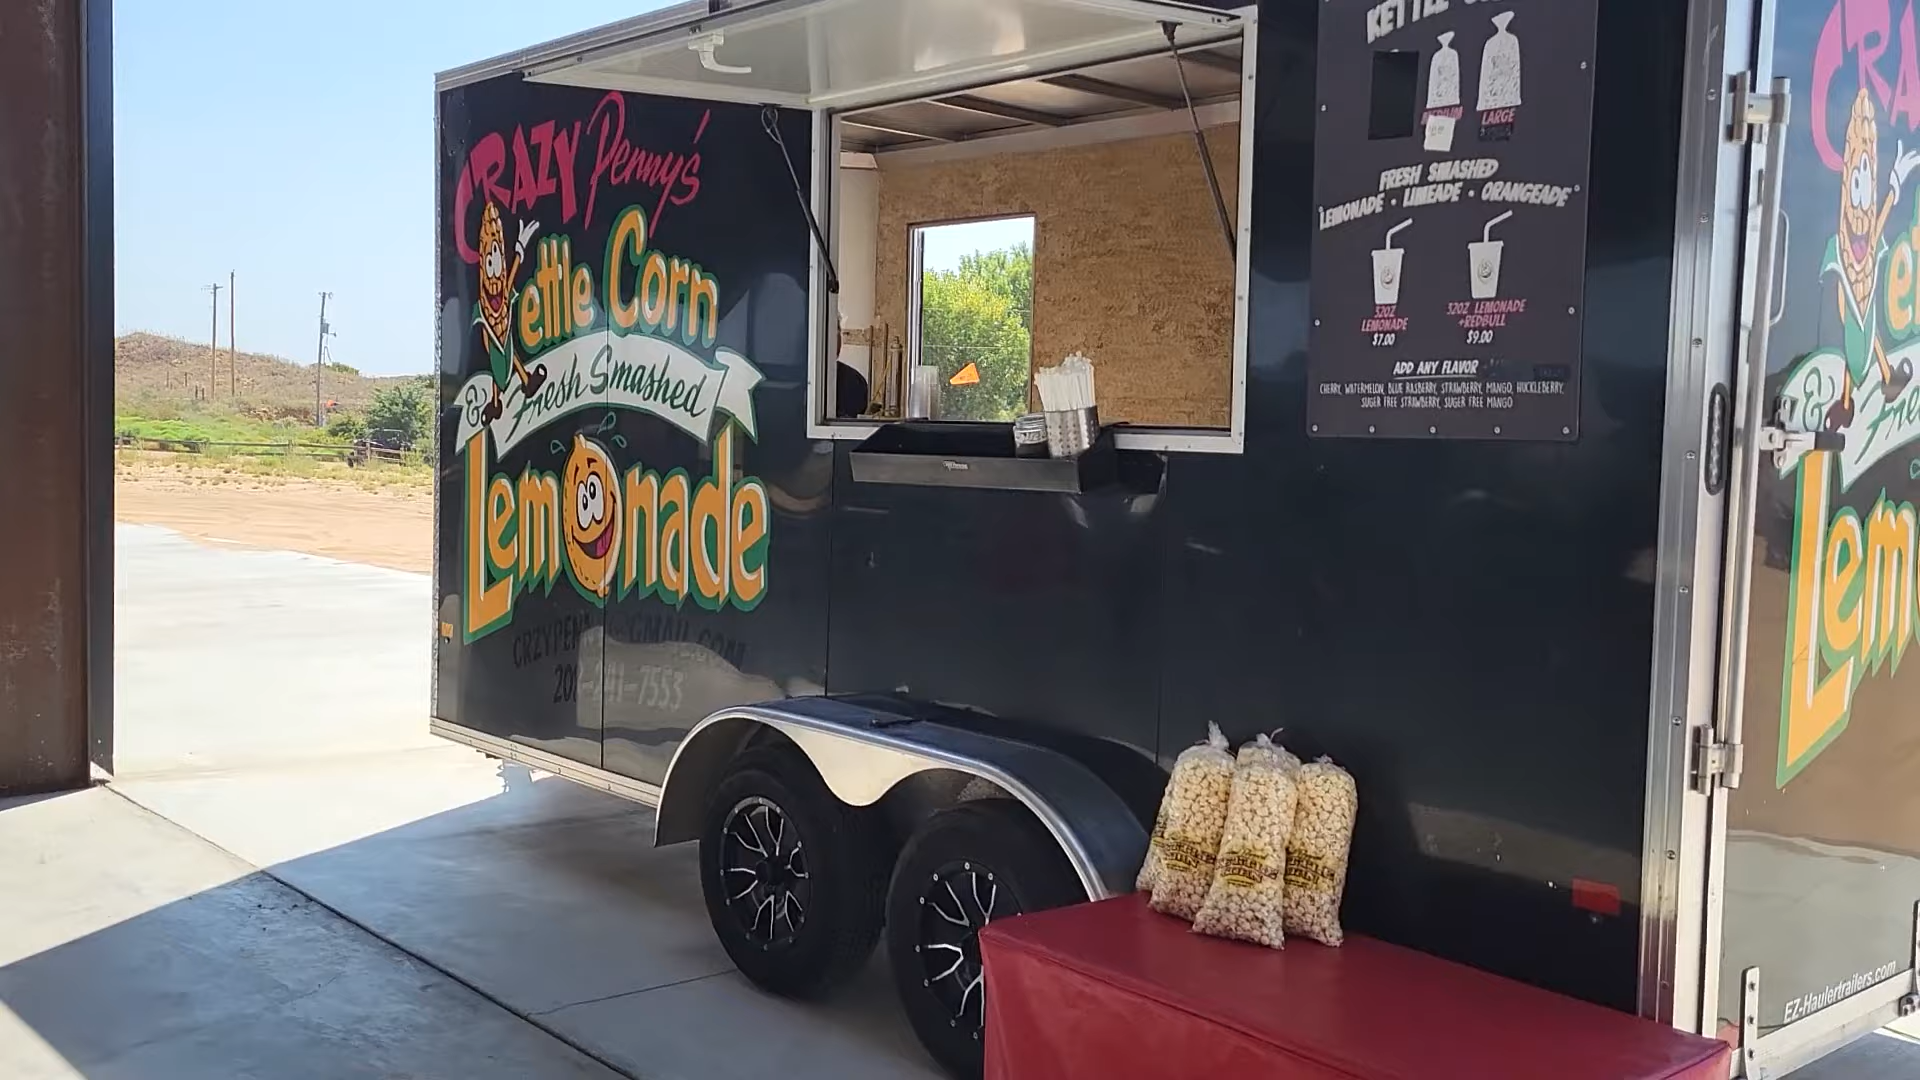 CRAZY Penny's
Kettle Corn
& Fresh Smashed
Lemonade
LARGE
FRESH SMASHED
LEMONADE • LIMEADE • ORANGEADE
32OZ LEMONADE
$7.00
32OZ LEMONADE
+REDBULL
$9.00
ADD ANY FLAVOR
CHERRY, WATERMELON, BLUE RASBERRY, STRAWBERRY, MANGO, HUCKLEBERRY,
SUGER FREE STRAWBERRY, SUGER FREE MANGO
EZ-Haulertrailers.com